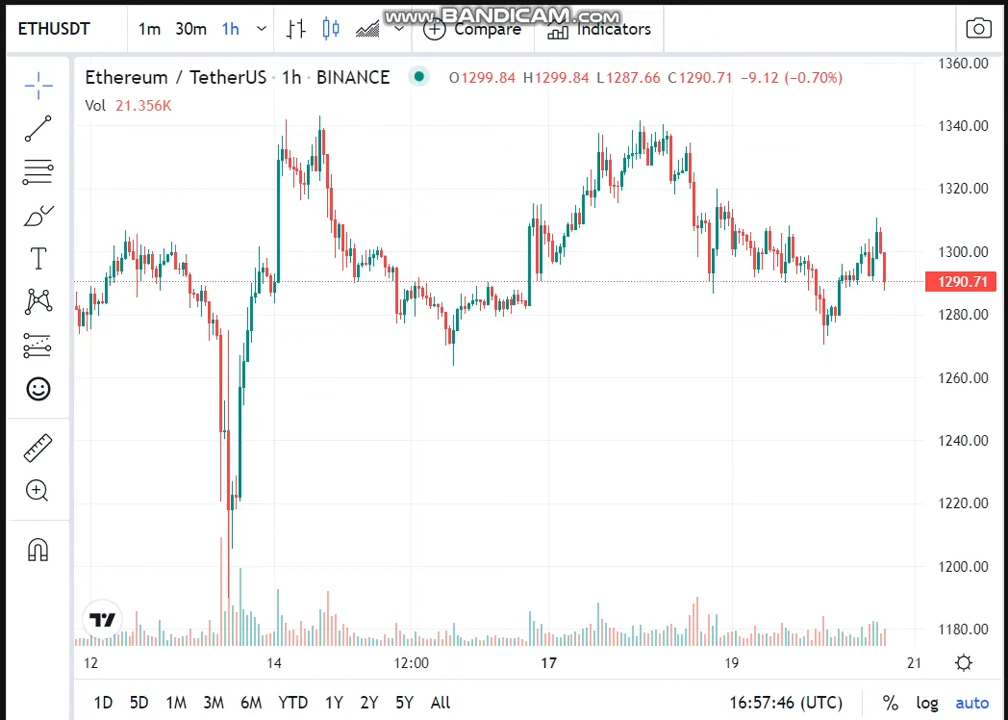 www.BANDICAM.com
ETHUSDT 1m 30m 1h Compare Indicators
Ethereum / TetherUS · 1h · BINANCE O1299.84 H1299.84 L1287.66 C1290.71 −9.12 (−0.70%)
Vol 21.356K
1360.00
1340.00
1320.00
1300.00
1290.71
1280.00
1260.00
1240.00
1220.00
1200.00
1180.00
12 14 12:00 17 19 21
1D 5D 1M 3M 6M YTD 1Y 2Y 5Y All 16:57:46 (UTC) % log auto